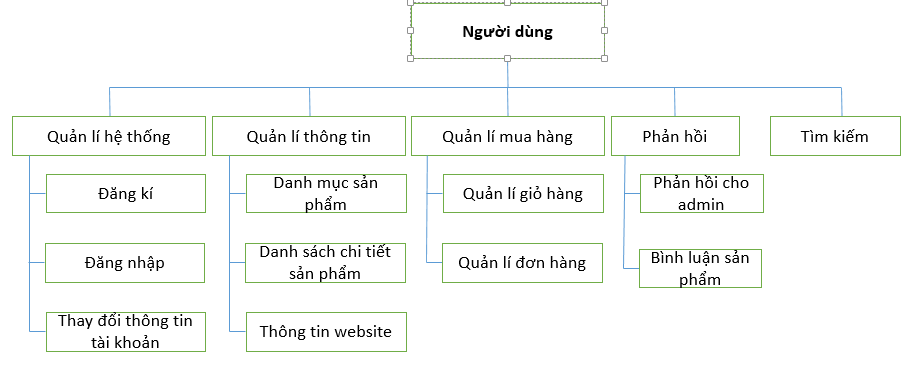 Người dùng
Quản lí hệ thống
Quản lí thông tin
Quản lí mua hàng
Phản hồi
Tìm kiếm
Đăng kí
Danh mục sản
phẩm
Quản lí giỏ hàng
Phản hồi cho
admin
Đăng nhập
Danh sách chi tiết
sản phẩm
Quản lí đơn hàng
Bình luận sản
phẩm
Thay đổi thông tin
tài khoản
Thông tin website